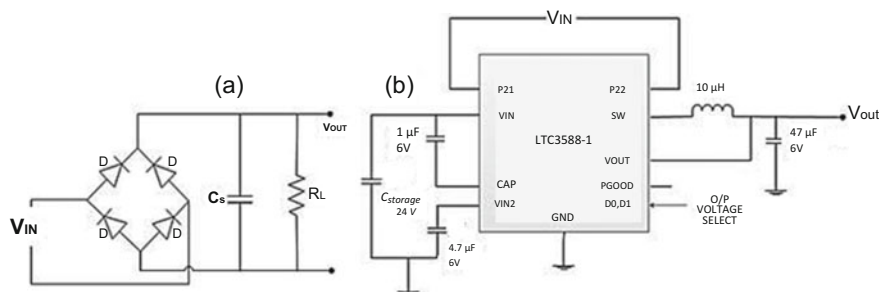 (a)
D
D
D
D
VIN
Cs
RL
VOUT
(b)
VIN
P21
P22
VIN
SW
LTC3588-1
VOUT
CAP
PGOOD
VIN2
D0,D1
GND
1 µF
6V
Cstorage
24 V
4.7 µF
6V
10 µH
Vout
47 µF
6V
O/P
VOLTAGE
SELECT